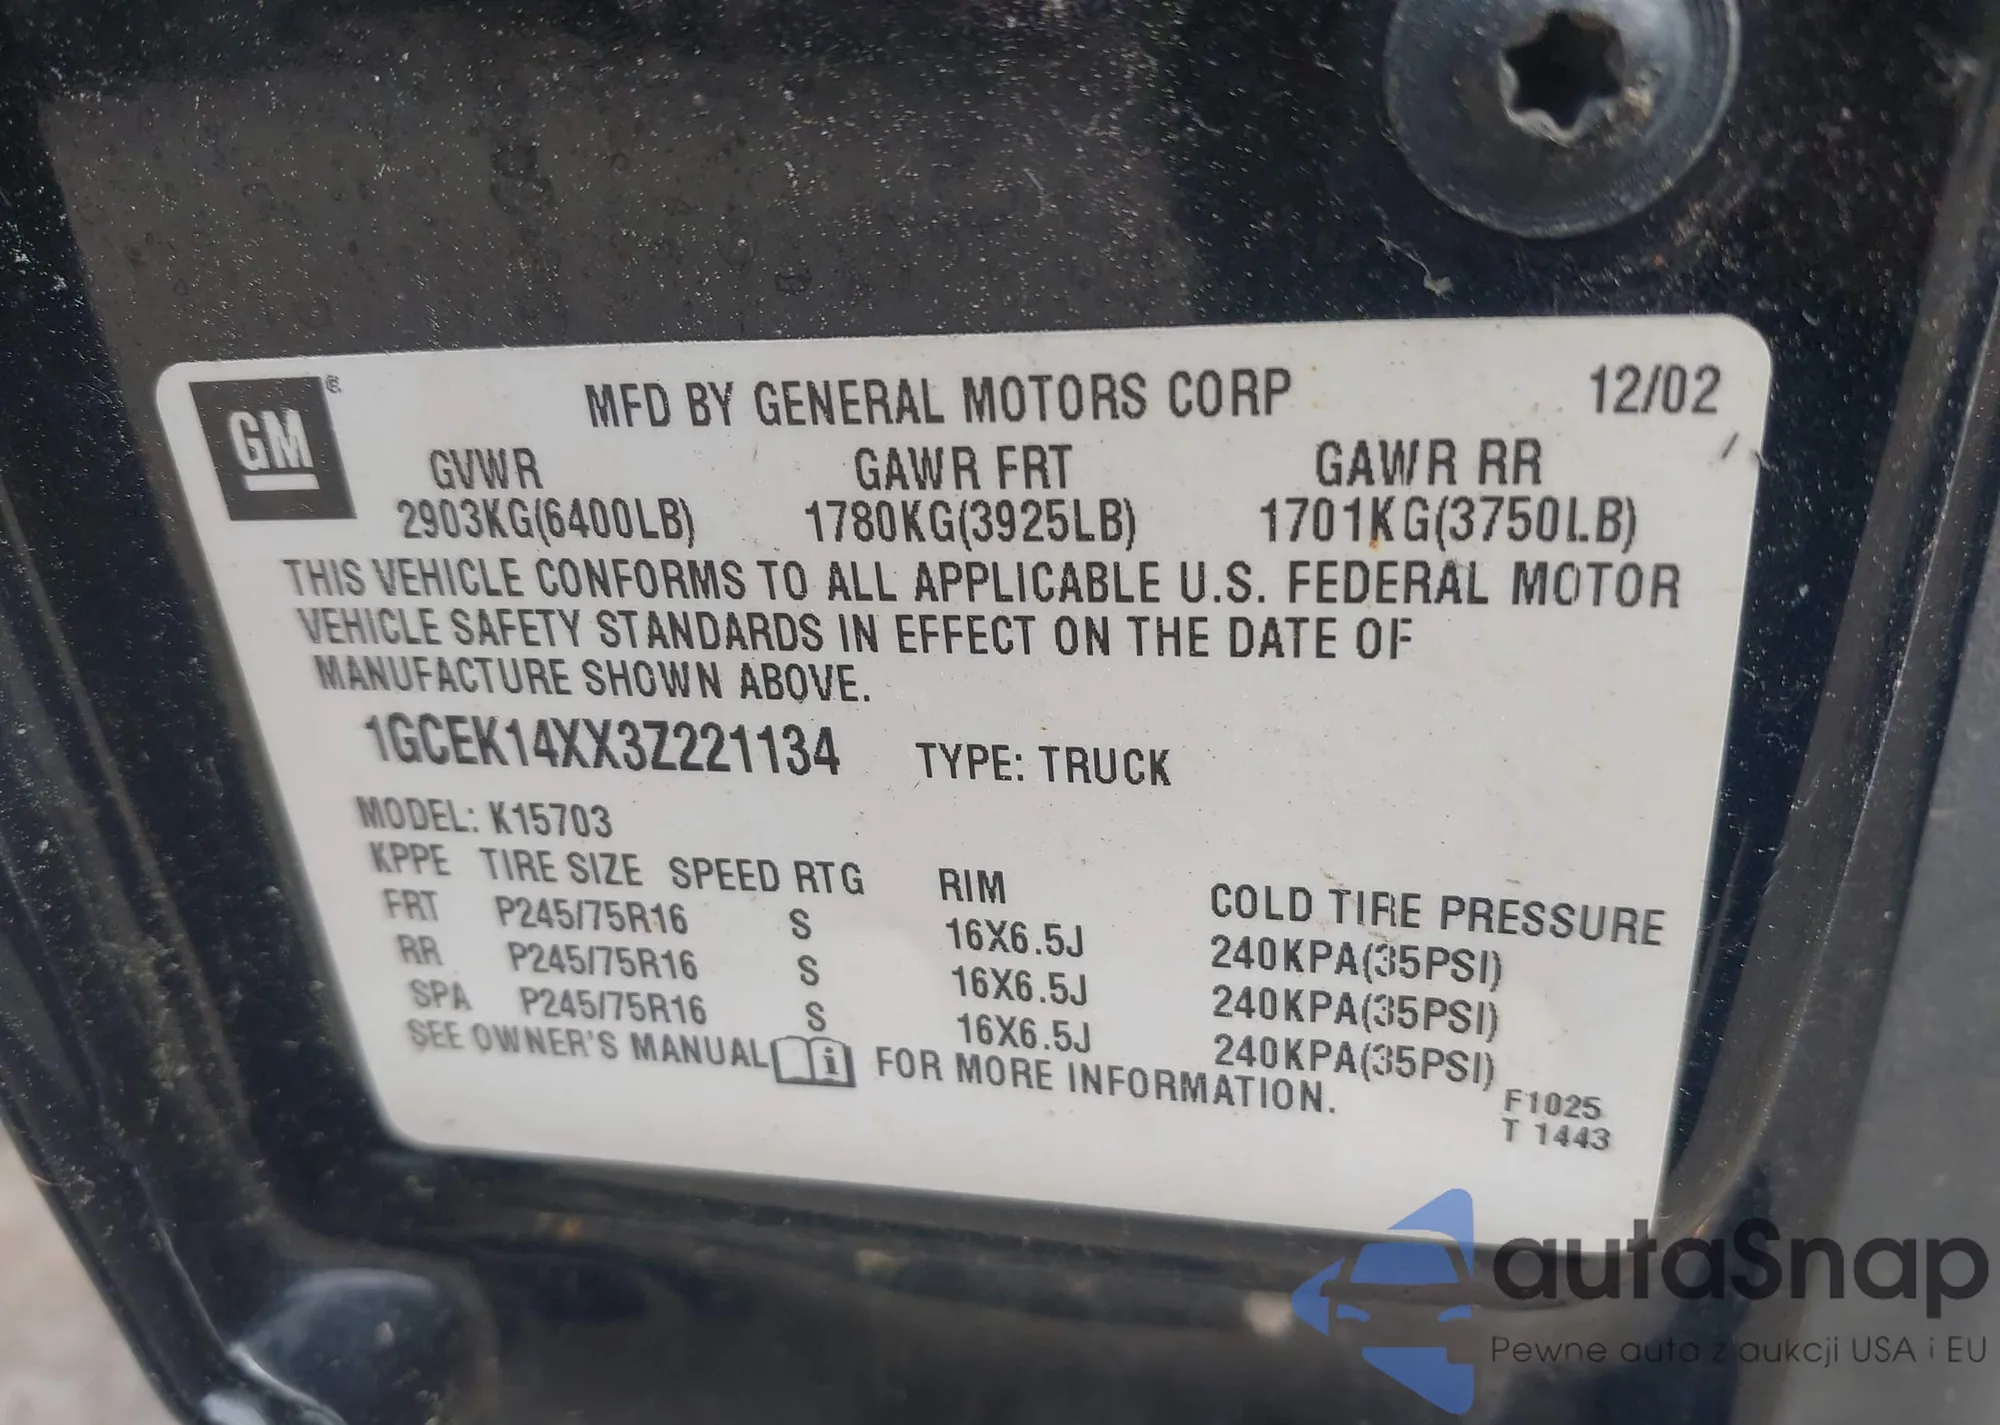 GM ®
MFD BY GENERAL MOTORS CORP 12/02
GVWR GAWR FRT GAWR RR
2903KG(6400LB) 1780KG(3925LB) 1701KG(3750LB)
THIS VEHICLE CONFORMS TO ALL APPLICABLE U.S. FEDERAL MOTOR
VEHICLE SAFETY STANDARDS IN EFFECT ON THE DATE OF
MANUFACTURE SHOWN ABOVE.
1GCEK14XX3Z221134 TYPE: TRUCK
MODEL: K15703
KPPE TIRE SIZE SPEED RTG RIM COLD TIRE PRESSURE
FRT P245/75R16 S 16X6.5J 240KPA(35PSI)
RR P245/75R16 S 16X6.5J 240KPA(35PSI)
SPA P245/75R16 S 16X6.5J 240KPA(35PSI)
SEE OWNER'S MANUAL i FOR MORE INFORMATION.
F1025
T 1443
autaSnap
Pewne auta z aukcji USA i EU